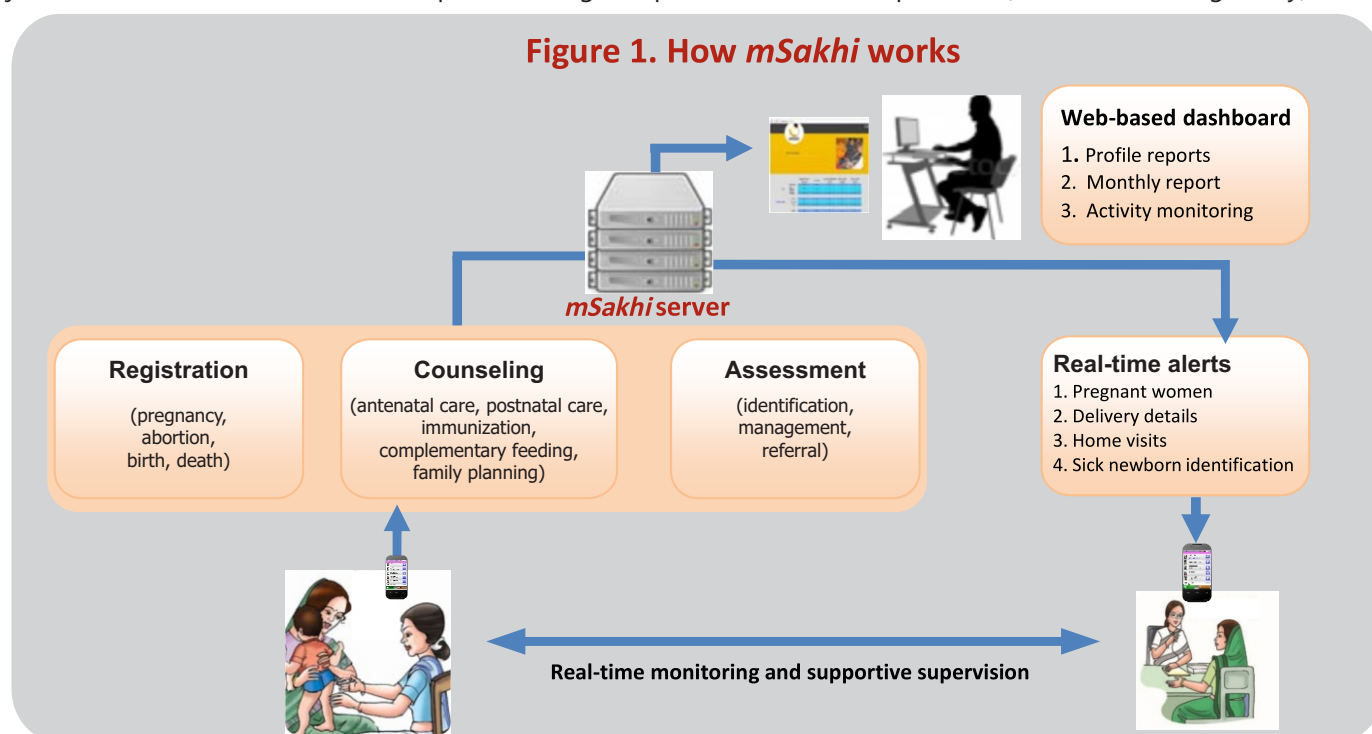 Figure 1. How mSakhi works
Web-based dashboard
1. Profile reports
2. Monthly report
3. Activity monitoring
mSakhi server
Registration
(pregnancy,
abortion,
birth, death)
Counseling
(antenatal care, postnatal care,
immunization,
complementary feeding,
family planning)
Assessment
(identification,
management,
referral)
Real-time alerts
1. Pregnant women
2. Delivery details
3. Home visits
4. Sick newborn identification
Real-time monitoring and supportive supervision